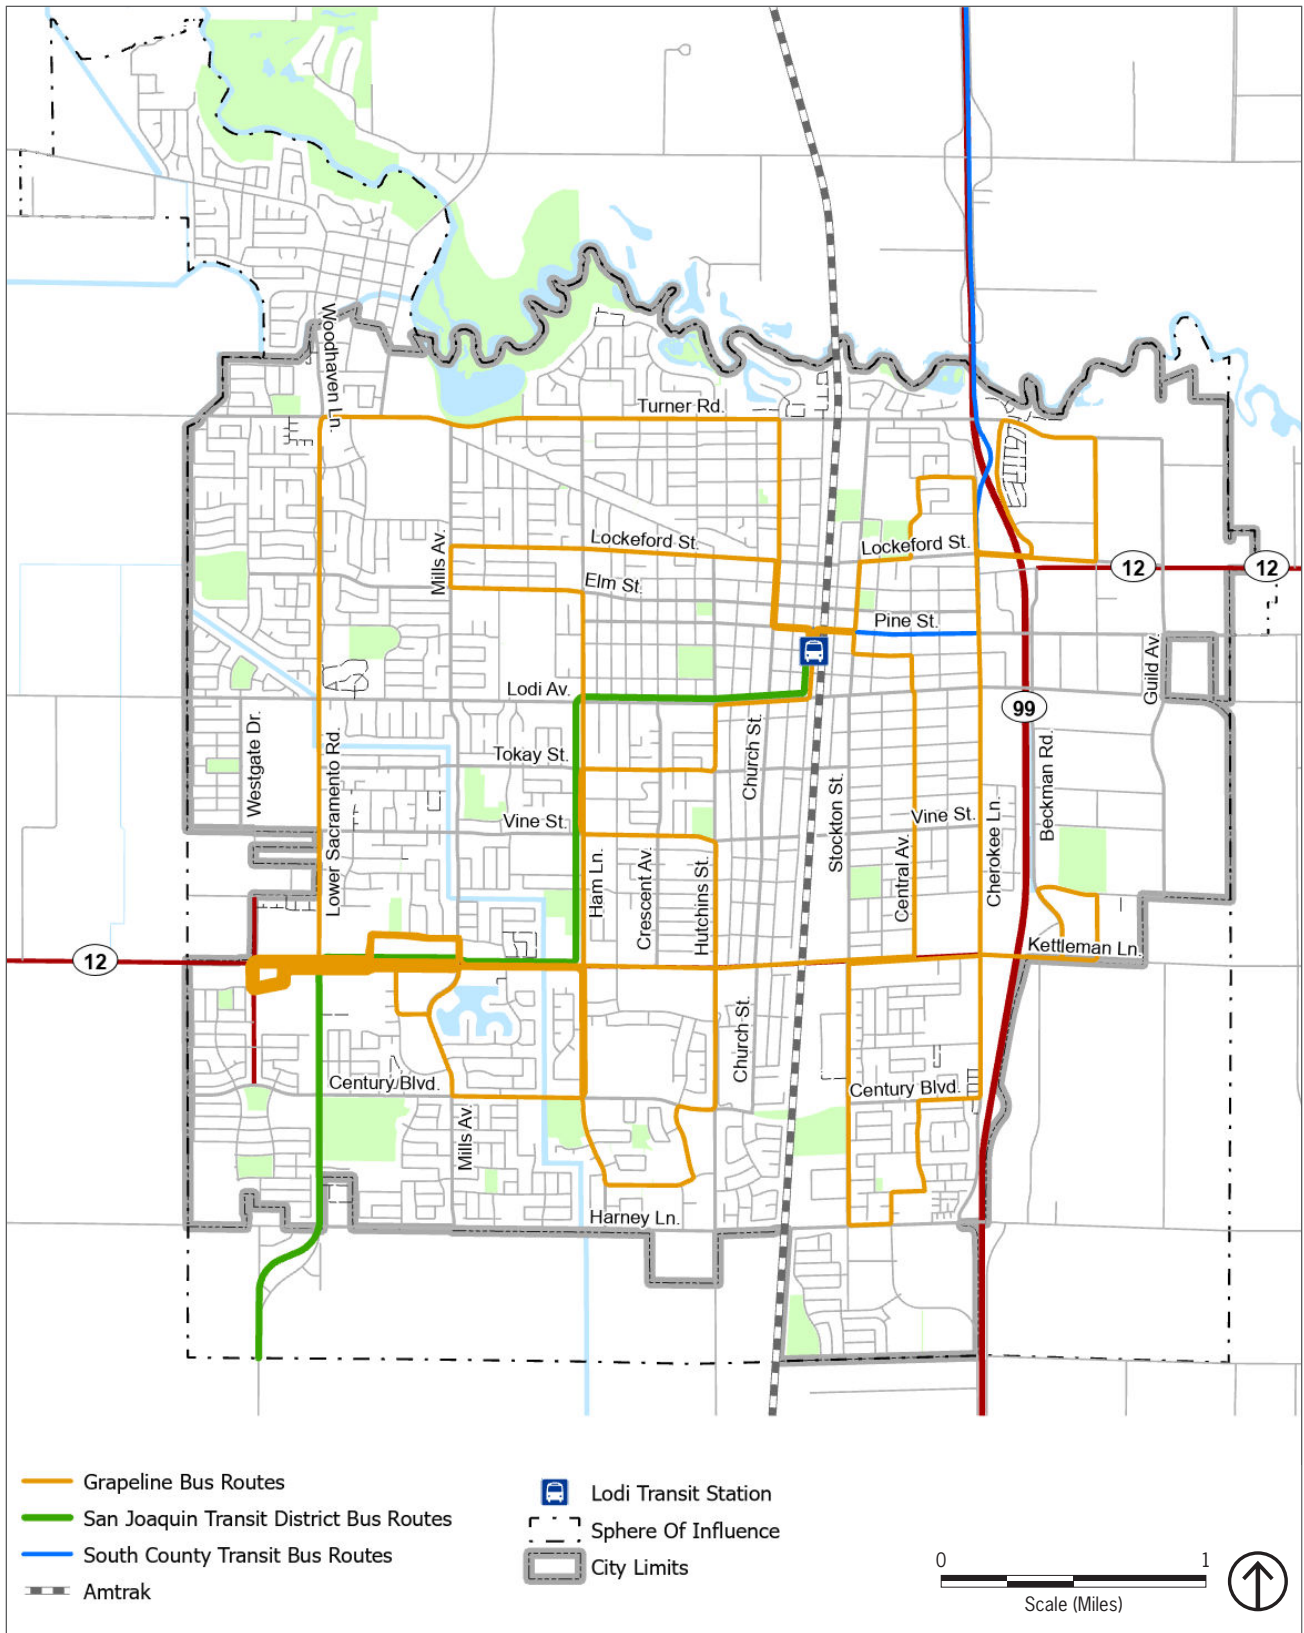 Woodhaven Ln.
Turner Rd.
Mills Av.
Lockeford St.
Lockeford St.
Elm St.
12
12
Pine St.
Guild Av.
Lodi Av.
99
Westgate Dr.
Lower Sacramento Rd.
Tokay St.
Church St.
Stockton St.
Beckman Rd.
Vine St.
Vine St.
Ham Ln.
Crescent Av.
Hutchins St.
Central Av.
Cherokee Ln.
12
Kettleman Ln.
Church St.
Century Blvd.
Century Blvd.
Mills Av.
Harney Ln.
Grapeline Bus Routes
San Joaquin Transit District Bus Routes
South County Transit Bus Routes
Amtrak
Lodi Transit Station
Sphere Of Influence
City Limits
0 1
Scale (Miles)